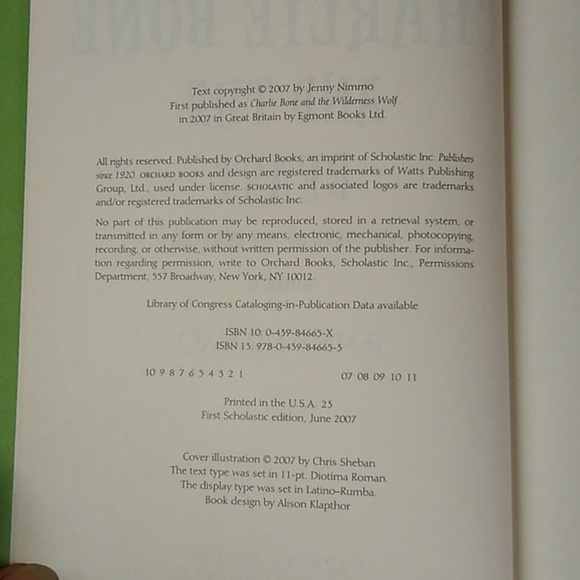 Text copyright © 2007 by Jenny Nimmo
First published as Charlie Bone and the Wilderness Wolf
in 2007 in Great Britain by Egmont Books Ltd.
All rights reserved. Published by Orchard Books, an imprint of Scholastic Inc. Publishers
since 1920. ORCHARD BOOKS and design are registered trademarks of Watts Publishing
Group, Ltd., used under license. SCHOLASTIC and associated logos are trademarks
and/or registered trademarks of Scholastic Inc.
No part of this publication may be reproduced, stored in a retrieval system, or
transmitted in any form or by any means, electronic, mechanical, photocopying,
recording, or otherwise, without written permission of the publisher. For informa-
tion regarding permission, write to Orchard Books, Scholastic Inc., Permissions
Department, 557 Broadway, New York, NY 10012.
Library of Congress Cataloging-in-Publication Data available
ISBN 10: 0-439-84665-X
ISBN 13: 978-0-439-84665-3
10 9 8 7 6 5 4 3 2 1 07 08 09 10 11
Printed in the U.S.A. 23
First Scholastic edition, June 2007
Cover illustration © 2007 by Chris Sheban
The text type was set in 11-pt. Diotima Roman.
The display type was set in Latino-Rumba.
Book design by Alison Klapthor